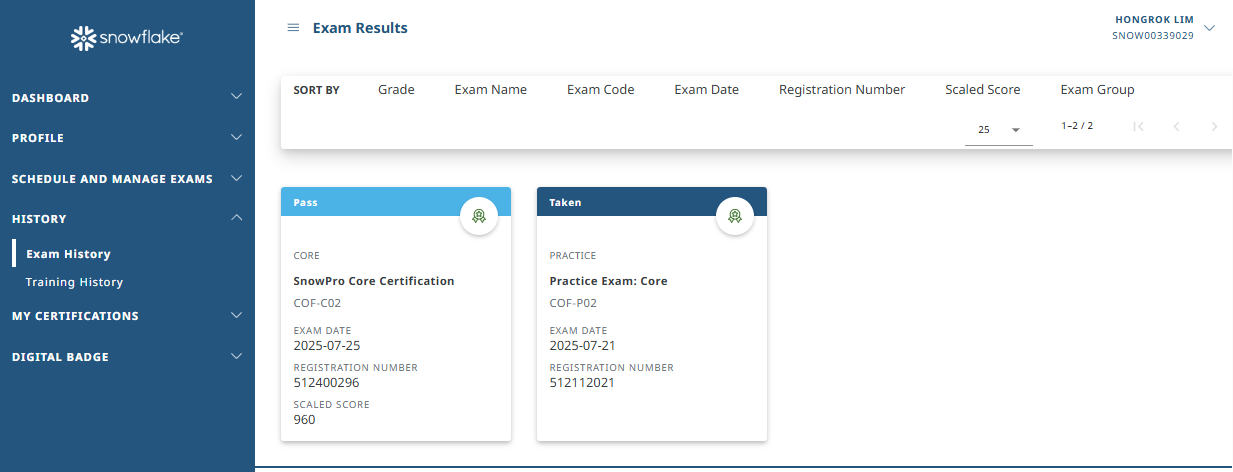 snowflake®
Exam Results
HONGROK LIM
SNOW00339029
DASHBOARD
PROFILE
SCHEDULE AND MANAGE EXAMS
HISTORY
Exam History
Training History
MY CERTIFICATIONS
DIGITAL BADGE
SORT BY Grade Exam Name Exam Code Exam Date Registration Number Scaled Score Exam Group
25 1–2 / 2
Pass
CORE
SnowPro Core Certification
COF-C02
EXAM DATE
2025-07-25
REGISTRATION NUMBER
512400296
SCALED SCORE
960
Taken
PRACTICE
Practice Exam: Core
COF-P02
EXAM DATE
2025-07-21
REGISTRATION NUMBER
512112021